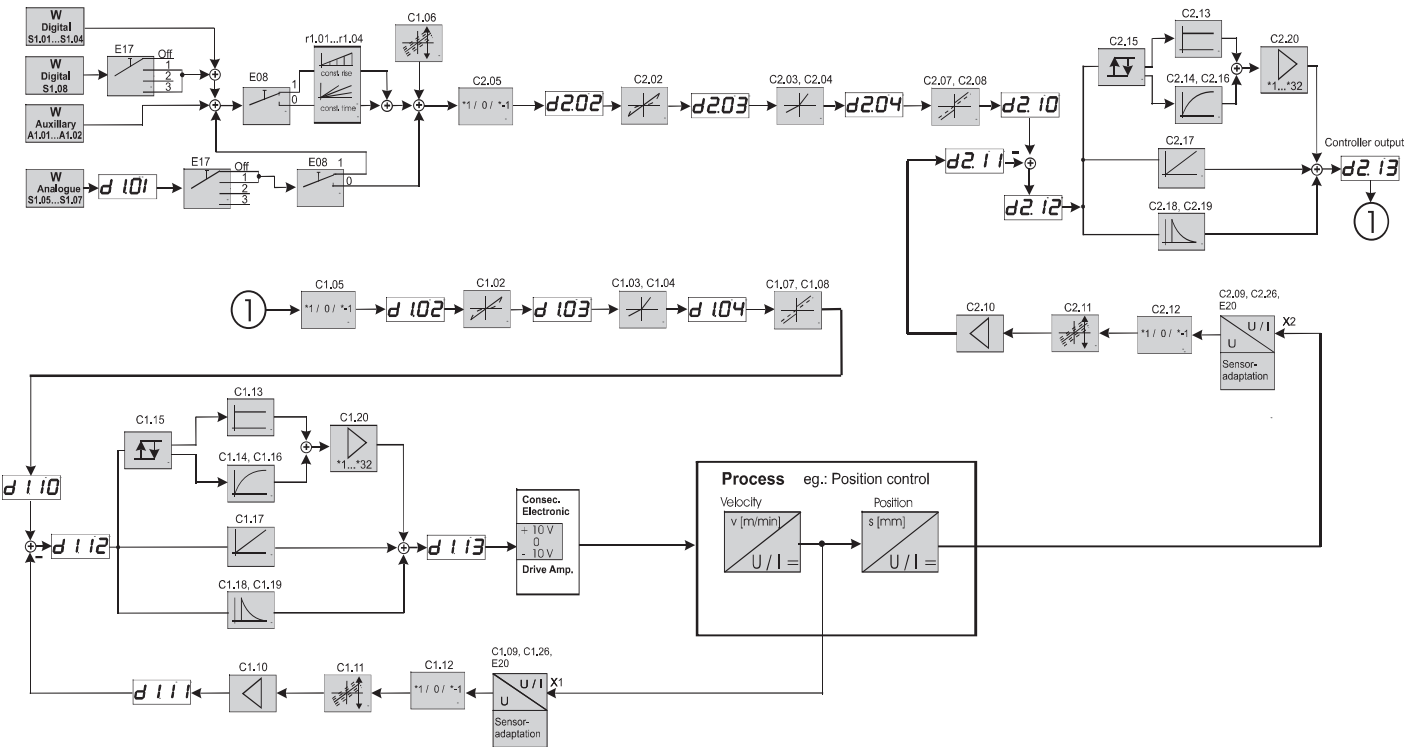 W
Digital
S1.01...S1.04
E17
Off
1
2
3
W
Digital
S1.08
W
Auxillary
A1.01...A1.02
W
Analogue
S1.05...S1.07
d 1.01
E17
Off
1
2
3
E08
1
0
E08
1
0
r1.01...r1.04
const. rise
const. time
C1.06
C2.05
*1 / 0 / *-1
d2.02
C2.02
d2.03
C2.03, C2.04
d2.04
C2.07, C2.08
d2.10
d2.11
-
d2.12
C2.15
C2.13
C2.14, C2.16
C2.20
*1...*32
C2.17
C2.18, C2.19
Controller output
d2.13
1
1
C1.05
*1 / 0 / *-1
d 1.02
C1.02
d 1.03
C1.03, C1.04
d 1.04
C1.07, C1.08
C2.10
C2.11
C2.12
*1 / 0 / *-1
C2.09, C2.26,
E20
U / I
U
X2
Sensor-
adaptation
d 1.10
-
d 1.12
C1.15
C1.13
C1.14, C1.16
C1.20
*1...*32
C1.17
C1.18, C1.19
d 1.13
Consec.
Electronic
+ 10 V
0
- 10 V
Drive Amp.
Process eg.: Position control
Velocity
v [m/min]
U / I =
Position
s [mm]
U / I =
d 1.11
C1.10
C1.11
C1.12
*1 / 0 / *-1
C1.09, C1.26,
E20
U / I
U
X1
Sensor-
adaptation